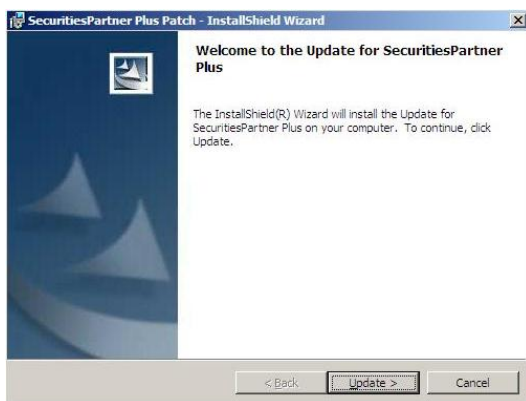 SecuritiesPartner Plus Patch - InstallShield Wizard
Welcome to the Update for SecuritiesPartner
Plus
The InstallShield(R) Wizard will install the Update for
SecuritiesPartner Plus on your computer. To continue, click
Update.
< Back Update > Cancel